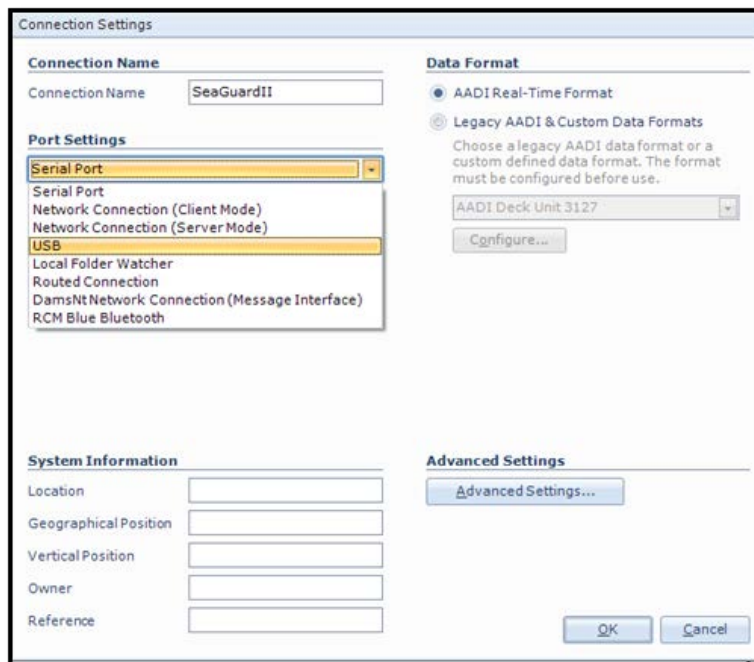 Connection Settings
Connection Name
Connection Name SeaGuardII
Port Settings
Serial Port
Serial Port
Network Connection (Client Mode)
Network Connection (Server Mode)
USB
Local Folder Watcher
Routed Connection
DamsNt Network Connection (Message Interface)
RCM Blue Bluetooth
Data Format
AADI Real-Time Format
Legacy AADI & Custom Data Formats
Choose a legacy AADI data format or a
custom defined data format. The format
must be configured before use.
AADI Deck Unit 3127
Configure...
System Information
Location
Geographical Position
Vertical Position
Owner
Reference
Advanced Settings
Advanced Settings...
OK Cancel